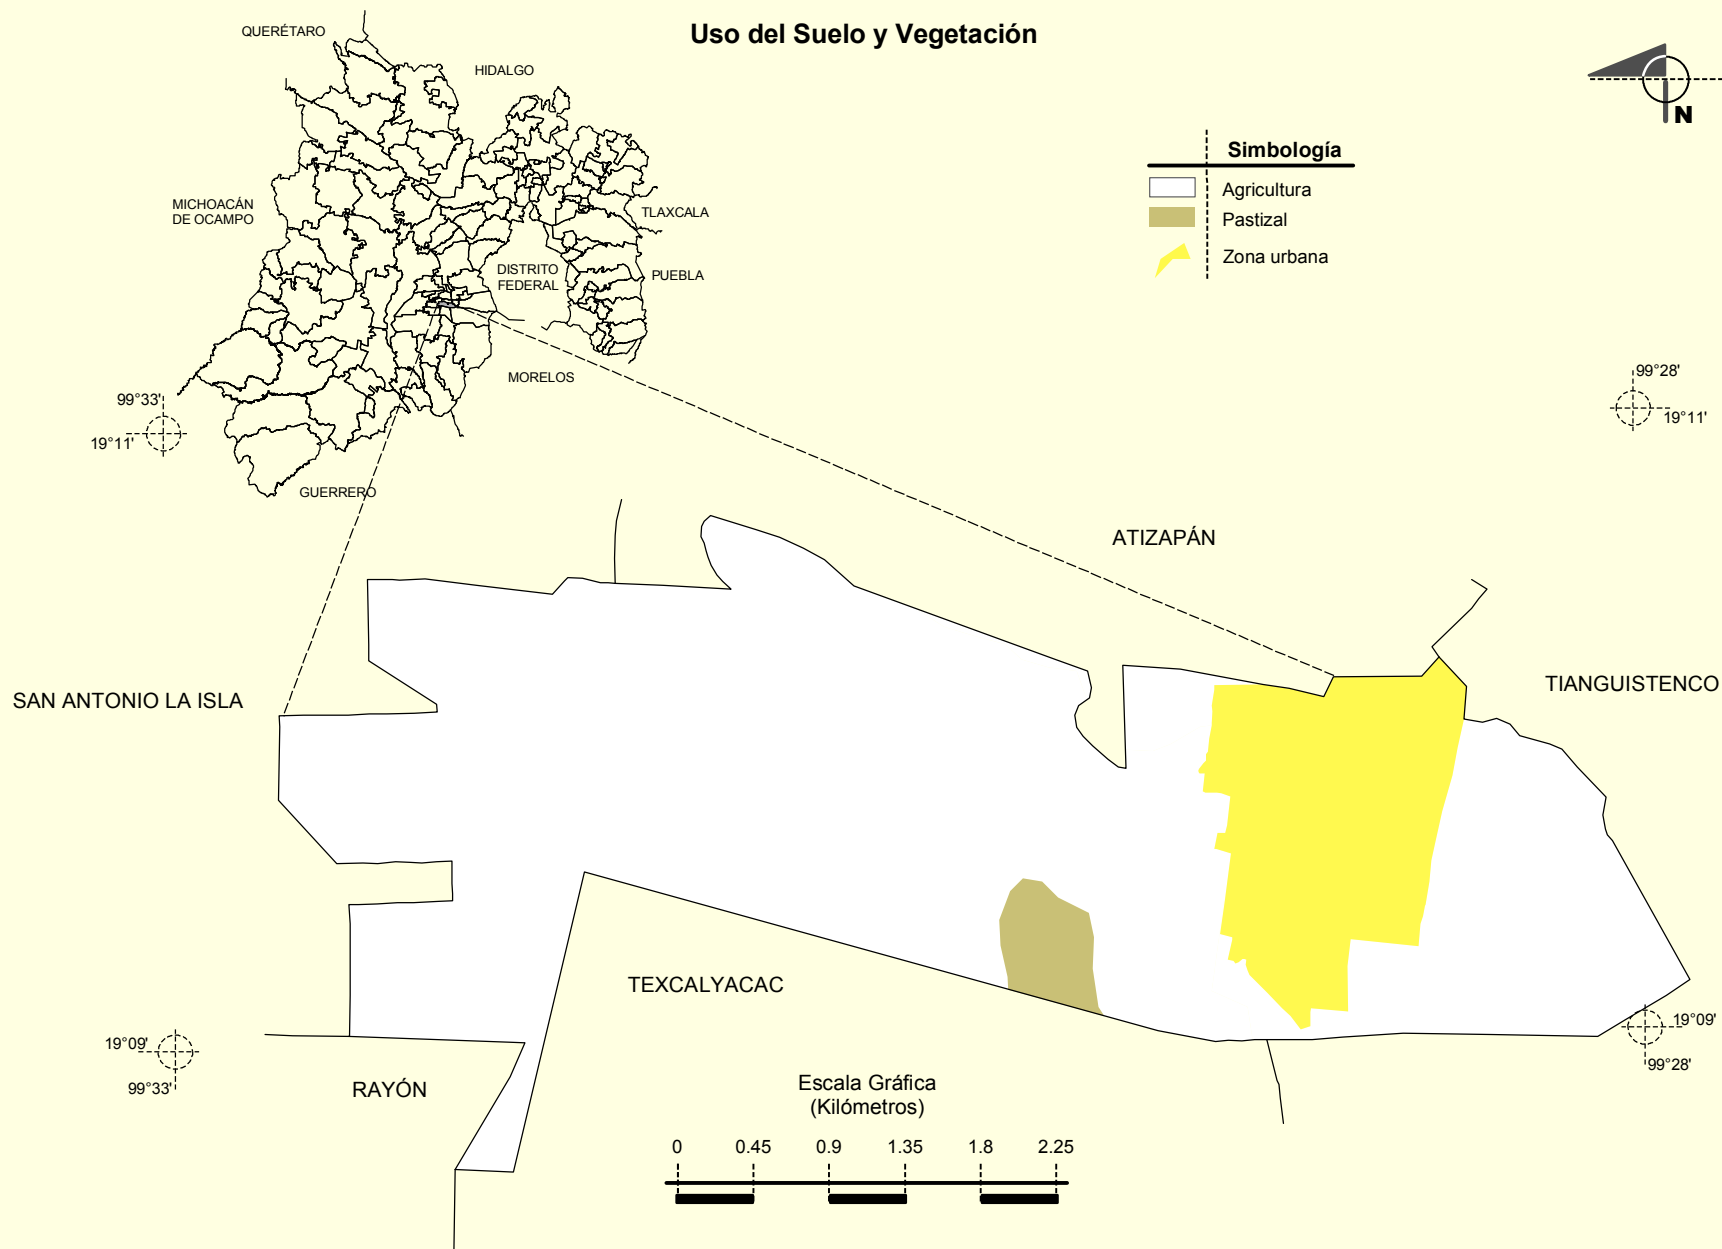 Uso del Suelo y Vegetación
QUERÉTARO
HIDALGO
MICHOACÁN
DE OCAMPO
TLAXCALA
DISTRITO
FEDERAL
PUEBLA
MORELOS
GUERRERO
N
Simbología
Agricultura
Pastizal
Zona urbana
99°33'
19°11'
99°28'
19°11'
ATIZAPÁN
SAN ANTONIO LA ISLA
TIANGUISTENCO
TEXCALYACAC
RAYÓN
19°09'
99°33'
19°09'
99°28'
Escala Gráfica
(Kilómetros)
0 0.45 0.9 1.35 1.8 2.25